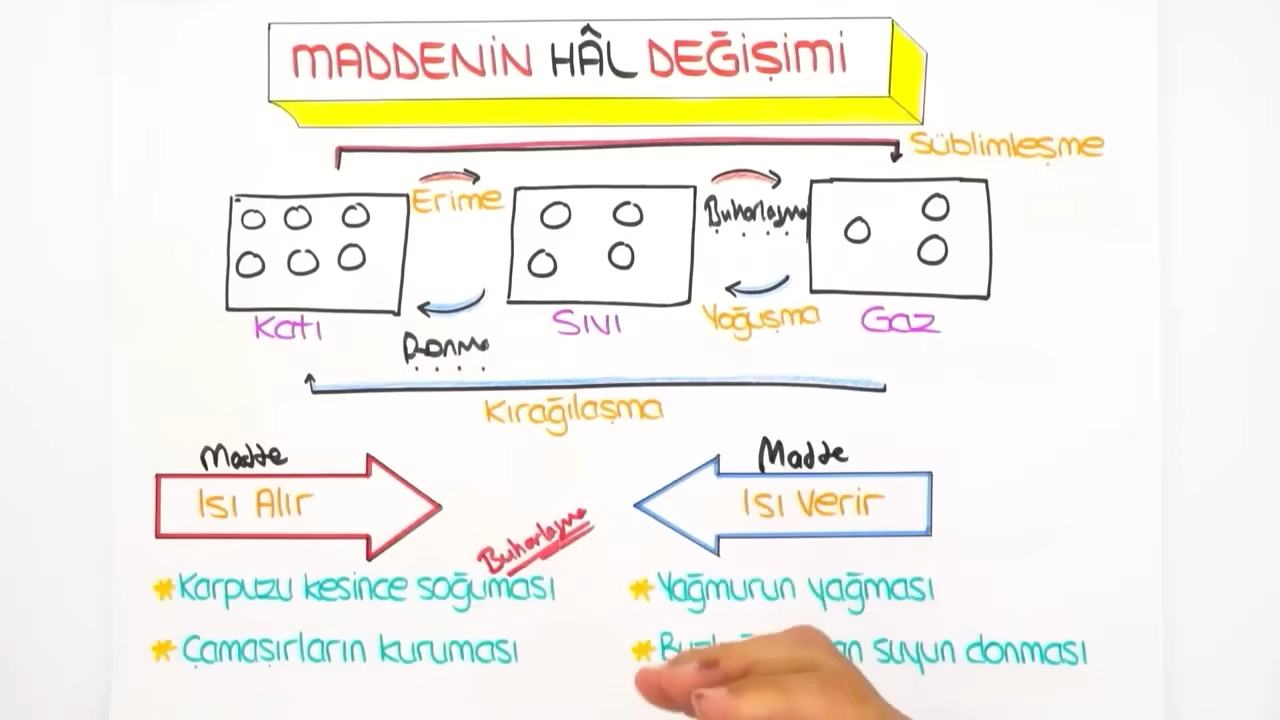 MADDENİN HÂL DEĞİŞİMİ
Süblimleşme
Erime
Buharlaşma
Katı
Sıvı
Yoğuşma
Gaz
Donma
Kırağılaşma
Madde
Isı Alır
Madde
Isı Verir
Buharlaşma
* Karpuzu kesince soğuması
* Çamaşırların kuruması
* Yağmurun yağması
* suyun donması